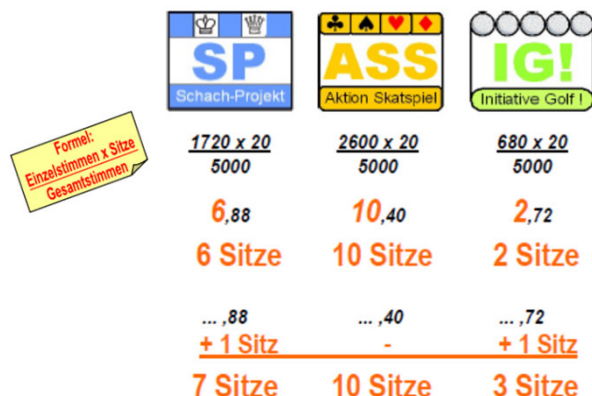 SP
Schach-Projekt
ASS
Aktion Skatspiel
IG!
Initiative Golf !
Formel:
Einzelstimmen x Sitze
Gesamtstimmen
1720 x 20 2600 x 20 680 x 20
5000 5000 5000
6,88 10,40 2,72
6 Sitze 10 Sitze 2 Sitze
... ,88 ... ,40 ... ,72
+ 1 Sitz - + 1 Sitz
7 Sitze 10 Sitze 3 Sitze